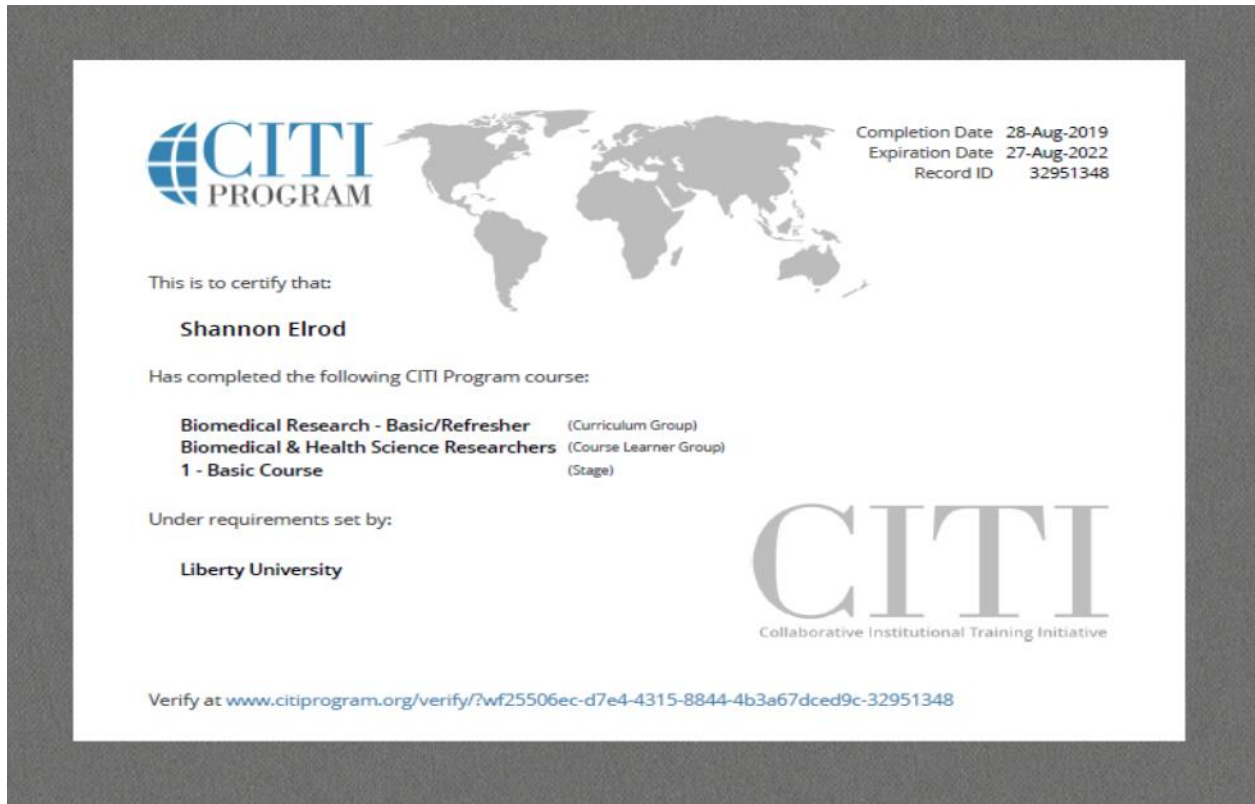 CITI
PROGRAM
Completion Date 28-Aug-2019
Expiration Date 27-Aug-2022
Record ID 32951348
This is to certify that:
Shannon Elrod
Has completed the following CITI Program course:
Biomedical Research - Basic/Refresher (Curriculum Group)
Biomedical & Health Science Researchers (Course Learner Group)
1 - Basic Course (Stage)
Under requirements set by:
Liberty University
CITI
Collaborative Institutional Training Initiative
Verify at www.citiprogram.org/verify/?wf25506ec-d7e4-4315-8844-4b3a67dced9c-32951348